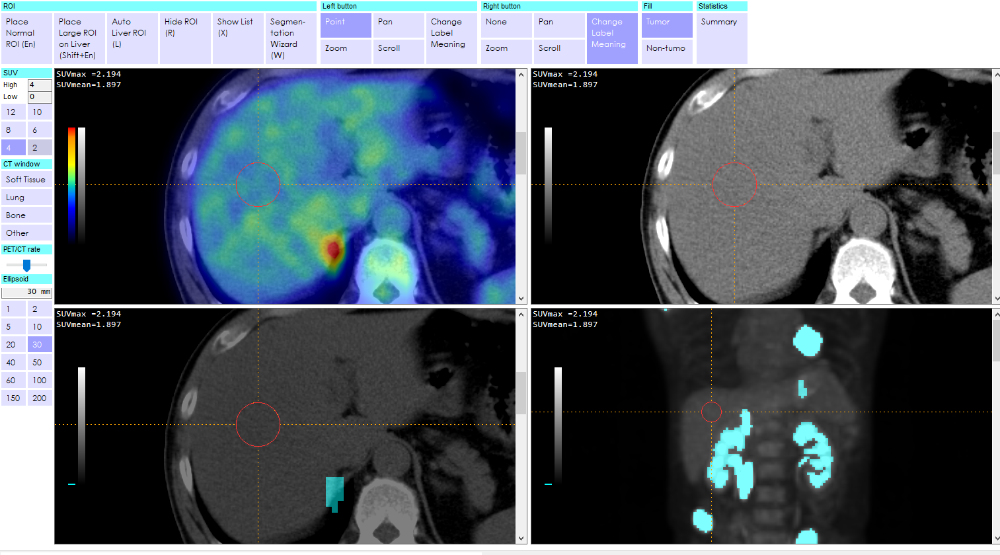 ROI
Left button
Right button
Fill
Statistics
Place
Normal
ROI (En)
Place
Large ROI
on Liver
(Shift+En)
Auto
Liver ROI
(L)
Hide ROI
(R)
Show List
(X)
Segmen-
tation
Wizard
(W)
Point
Pan
Zoom
Scroll
Change
Label
Meaning
None
Pan
Zoom
Scroll
Change
Label
Meaning
Tumor
Non-tumo
Summary
SUV
High 4
Low 0
12 10
8 6
4 2
CT window
Soft Tissue
Lung
Bone
Other
PET/CT rate
Ellipsoid
30 mm
1 2
5 10
20 30
40 50
60 100
150 200
SUVmax =2.194
SUVmean=1.897
SUVmax =2.194
SUVmean=1.897
SUVmax =2.194
SUVmean=1.897
SUVmax =2.194
SUVmean=1.897